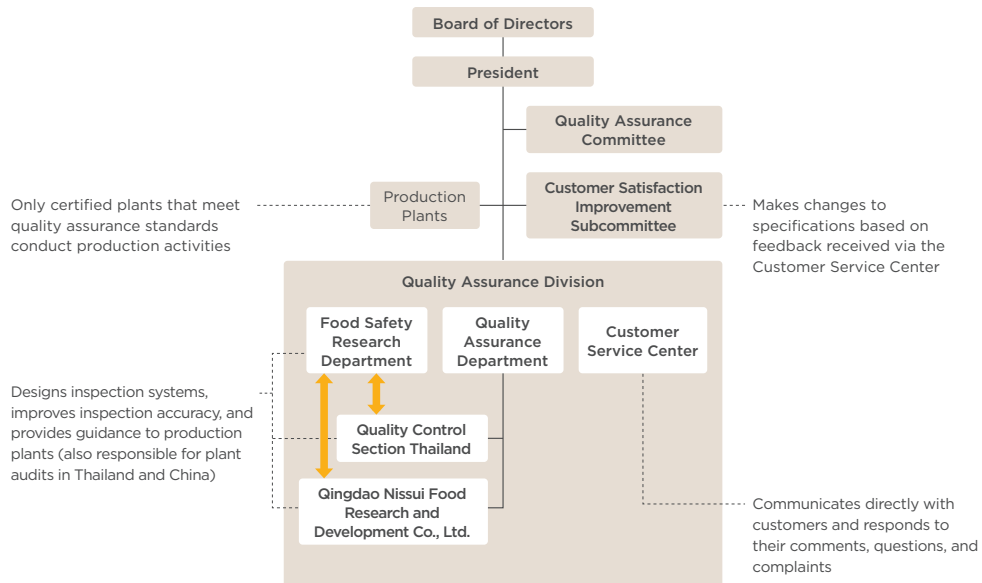 Board of Directors
President
Quality Assurance
Committee
Only certified plants that meet
quality assurance standards
conduct production activities
Production
Plants
Customer Satisfaction
Improvement
Subcommittee
Makes changes to
specifications based on
feedback received via the
Customer Service Center
Quality Assurance Division
Food Safety
Research
Department
Quality
Assurance
Department
Customer
Service Center
Designs inspection systems,
improves inspection accuracy, and
provides guidance to production
plants (also responsible for plant
audits in Thailand and China)
Quality Control
Section Thailand
Qingdao Nissui Food
Research and
Development Co., Ltd.
Communicates directly with
customers and responds to
their comments, questions, and
complaints